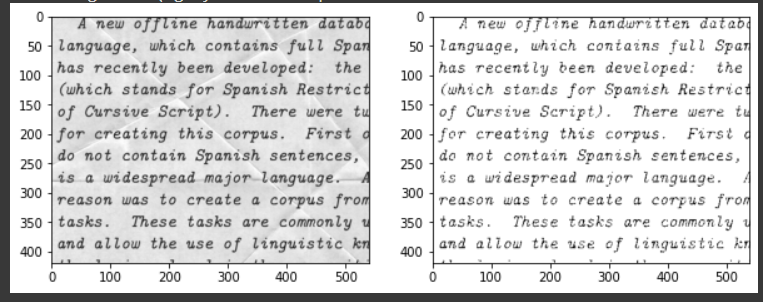 0
50
100
150
200
250
300
350
400
A new offline handwritten datab
language, which contains full Span
has recently been developed: the
(which stands for Spanish Restrict
of Cursive Script). There were
for creating this corpus. First
do not contain Spanish sentences,
is a widespread major language. A
reason was to create a corpus from
tasks. These tasks are commonly
and allow the use of linguistic kn
0 100 200 300 400 500
0
50
100
150
200
250
300
350
400
A new offline handwritten datab
language, which contains full Span
has recently been developed: the
(which stands for Spanish Restrict
of Cursive Script). There were
for creating this corpus. First
do not contain Spanish sentences,
is a widespread major language. A
reason was to create a corpus from
tasks. These tasks are commonly
and allow the use of linguistic kn
0 100 200 300 400 500